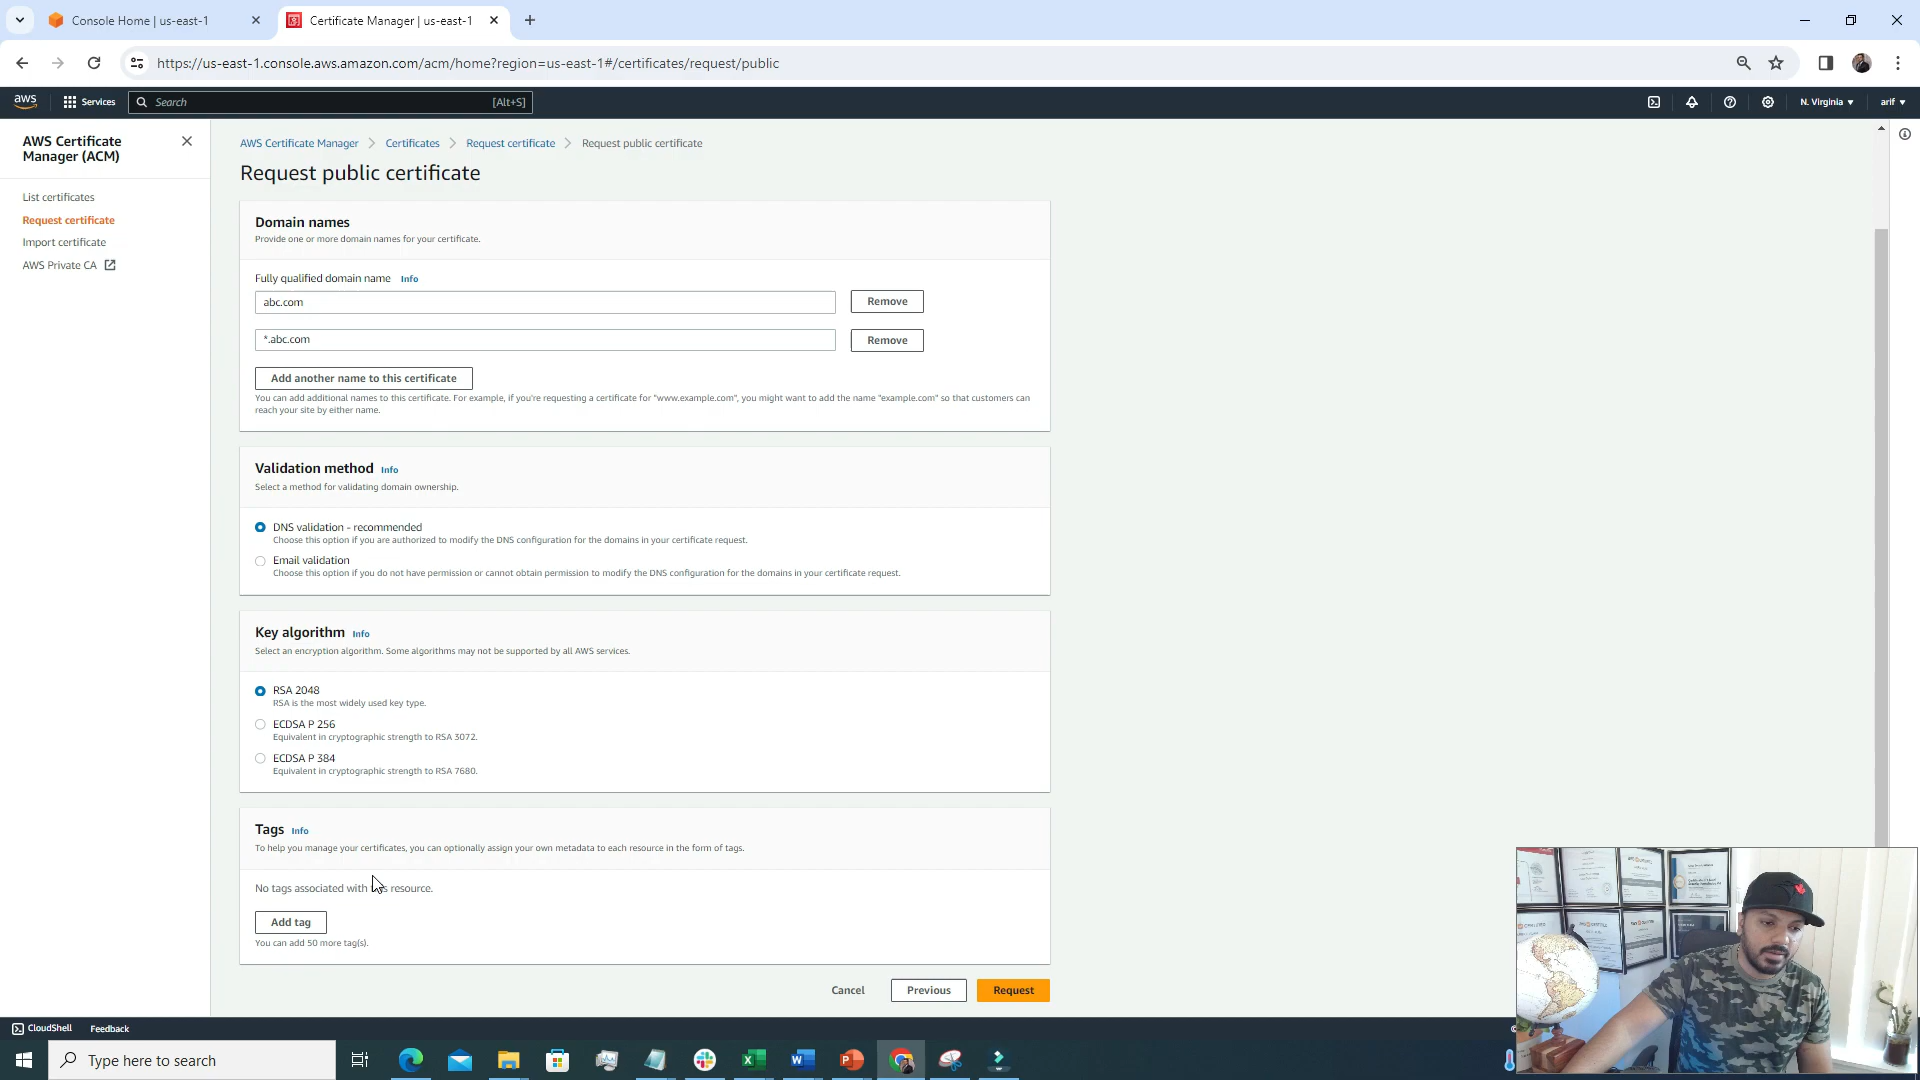 Console Home | us-east-1
Certificate Manager | us-east-1
https://us-east-1.console.aws.amazon.com/acm/home?region=us-east-1#/certificates/request/public
aws
Services
Search
[Alt+S]
N. Virginia
arif
AWS Certificate
Manager (ACM)
List certificates
Request certificate
Import certificate
AWS Private CA
AWS Certificate Manager
Certificates
Request certificate
Request public certificate
Request public certificate
Domain names
Provide one or more domain names for your certificate.
Fully qualified domain name Info
abc.com
Remove
*.abc.com
Remove
Add another name to this certificate
You can add additional names to this certificate. For example, if you're requesting a certificate for "www.example.com", you might want to add the name "example.com" so that customers can
reach your site by either name.
Validation method Info
Select a method for validating domain ownership.
DNS validation - recommended
Choose this option if you are authorized to modify the DNS configuration for the domains in your certificate request.
Email validation
Choose this option if you do not have permission or cannot obtain permission to modify the DNS configuration for the domains in your certificate request.
Key algorithm Info
Select an encryption algorithm. Some algorithms may not be supported by all AWS services.
RSA 2048
RSA is the most widely used key type.
ECDSA P 256
Equivalent in cryptographic strength to RSA 3072.
ECDSA P 384
Equivalent in cryptographic strength to RSA 7680.
Tags Info
To help you manage your certificates, you can optionally assign your own metadata to each resource in the form of tags.
No tags associated with this resource.
Add tag
You can add 50 more tag(s).
Cancel
Previous
Request
CloudShell
Feedback
Type here to search